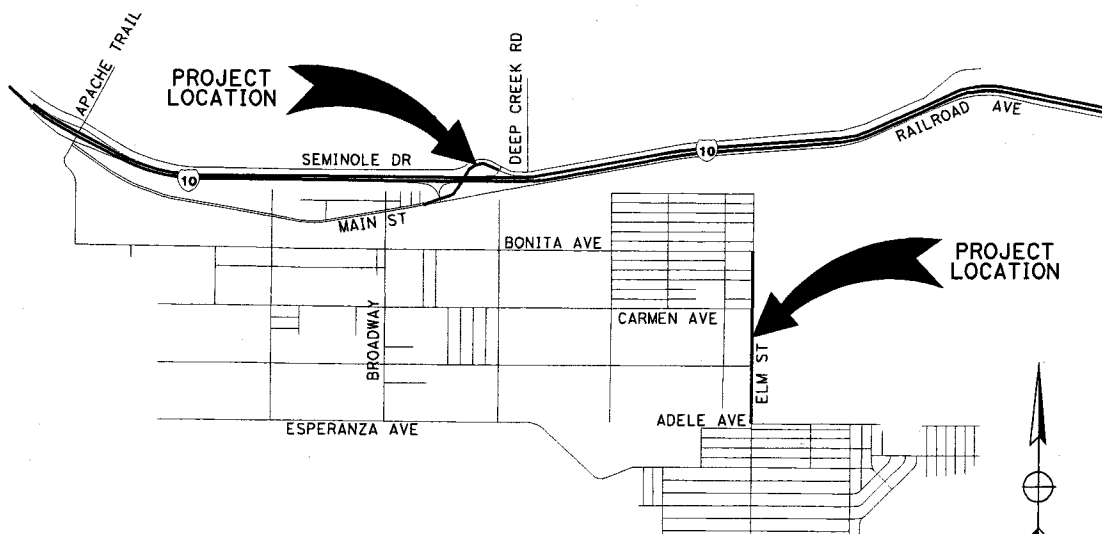 APACHE TRAIL
PROJECT
LOCATION
DEEP CREEK RD
SEMINOLE DR
10
10
RAILROAD AVE
MAIN ST
BONITA AVE
PROJECT
LOCATION
CARMEN AVE
BROADWAY
ELM ST
ADELE AVE
ESPERANZA AVE